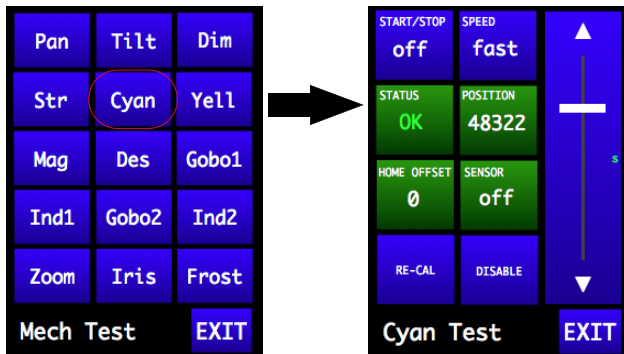 Pan Tilt Dim
Str Cyan Yell
Mag Des Gobo1
Ind1 Gobo2 Ind2
Zoom Iris Frost
Mech Test EXIT
START/STOP SPEED
off fast
STATUS POSITION
OK 48322
HOME OFFSET SENSOR
0 off
s
RE-CAL DISABLE
Cyan Test EXIT